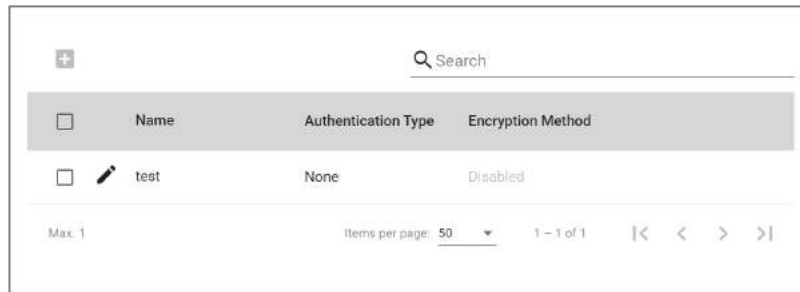 Search
Name Authentication Type Encryption Method
test None Disabled
Max. 1 Items per page: 50 1 – 1 of 1